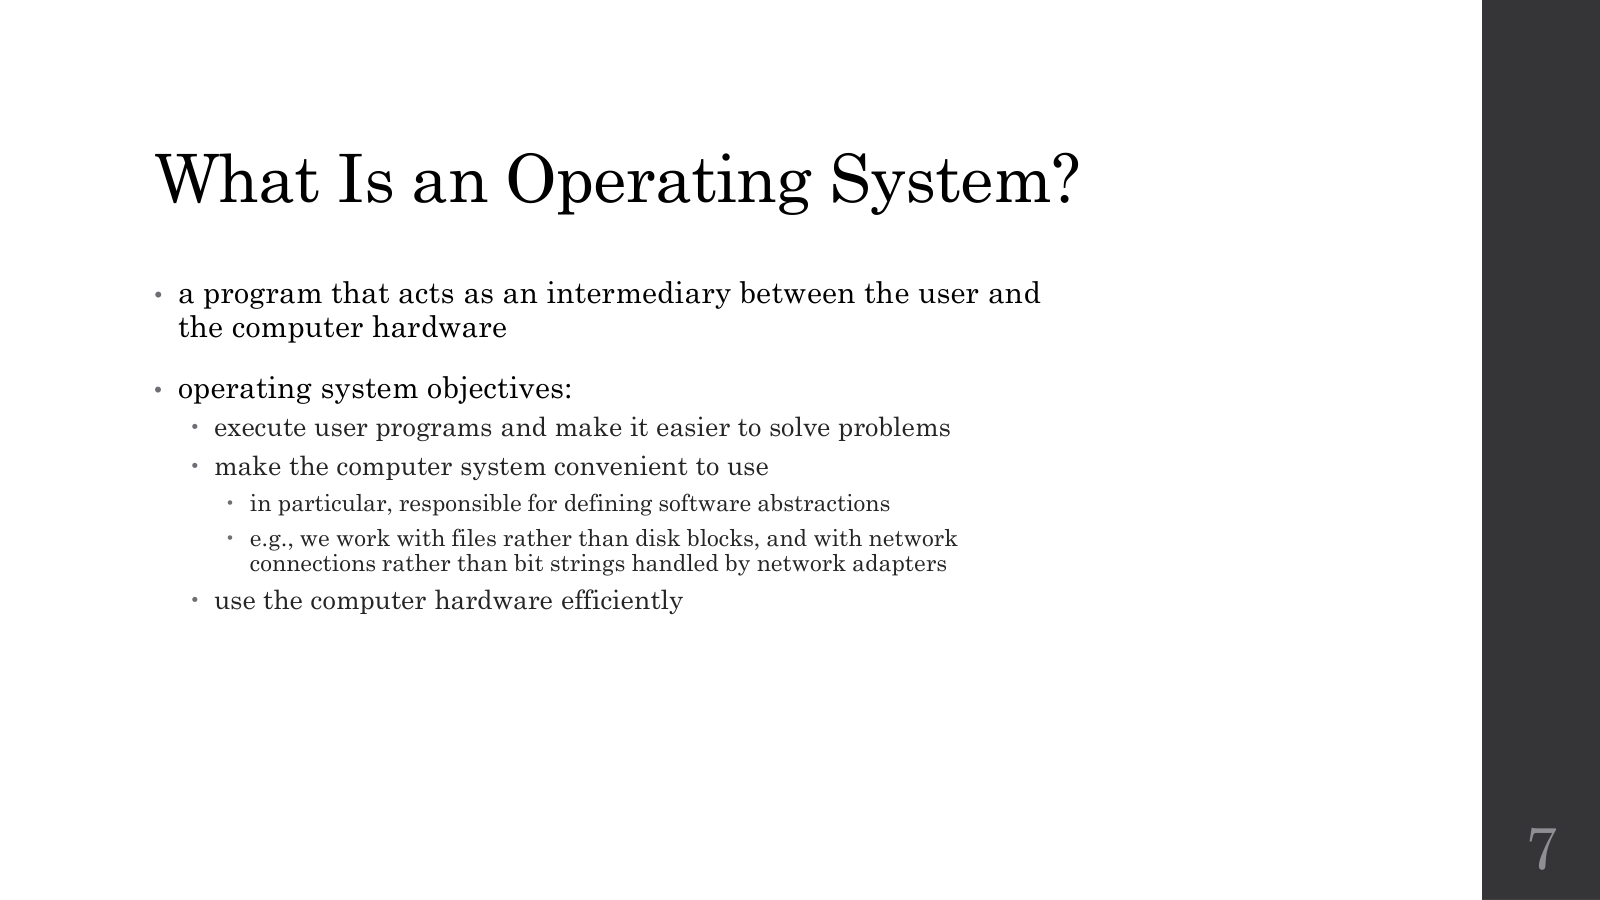 What Is an Operating System?
• a program that acts as an intermediary between the user and
the computer hardware
• operating system objectives:
• execute user programs and make it easier to solve problems
• make the computer system convenient to use
• in particular, responsible for defining software abstractions
• e.g., we work with files rather than disk blocks, and with network
connections rather than bit strings handled by network adapters
• use the computer hardware efficiently
7